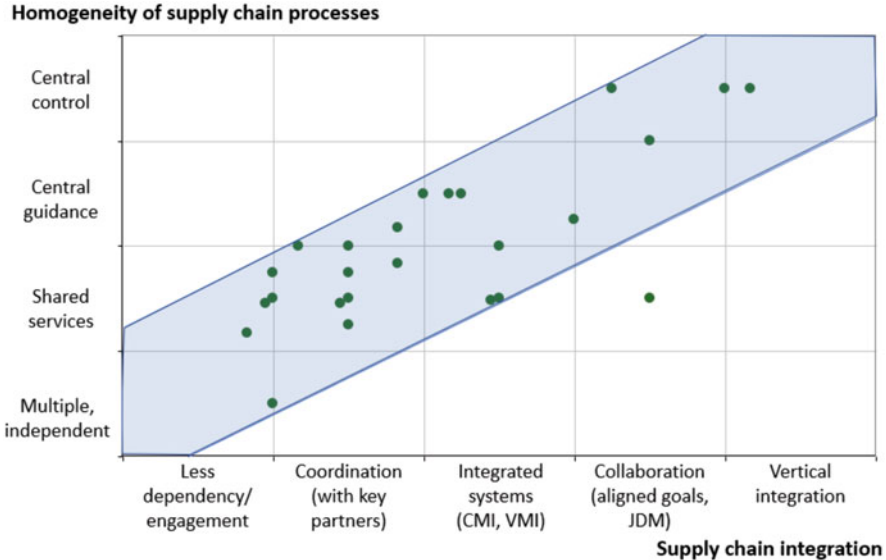 Homogeneity of supply chain processes
Central
control
Central
guidance
Shared
services
Multiple,
independent
Less
dependency/
engagement
Coordination
(with key
partners)
Integrated
systems
(CMI, VMI)
Collaboration
(aligned goals,
JDM)
Vertical
integration
Supply chain integration